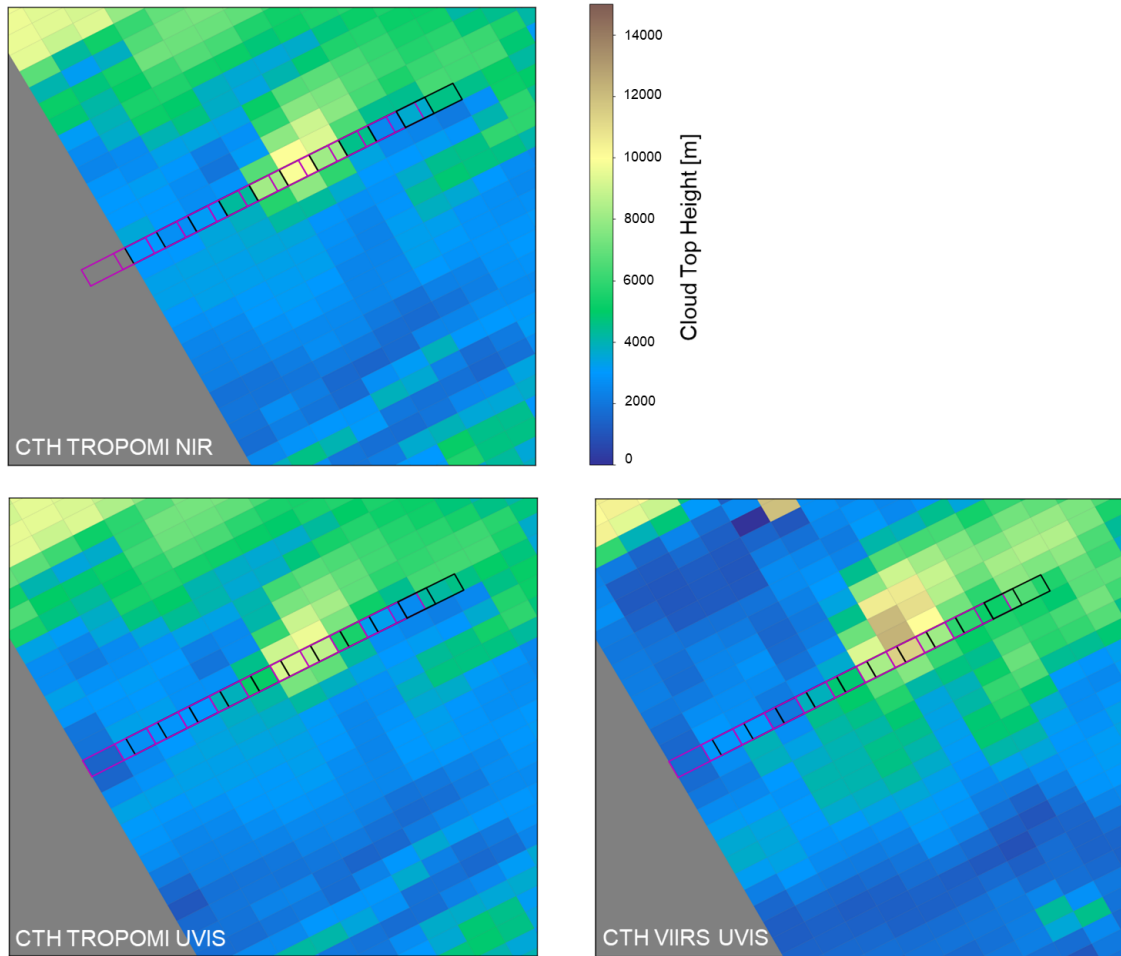 14000
12000
10000
8000
6000
4000
2000
0
Cloud Top Height [m]
CTH TROPOMI NIR
CTH TROPOMI UVIS
CTH VIIRS UVIS